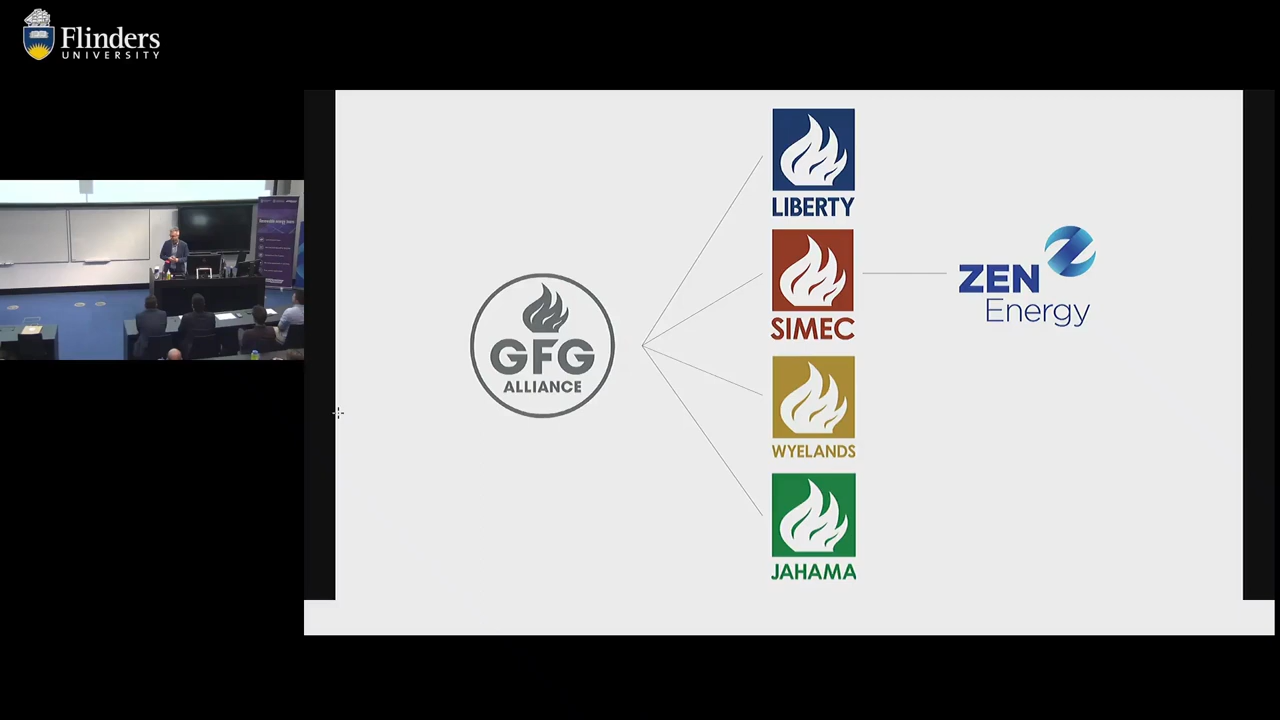 Flinders
UNIVERSITY
LIBERTY
SIMEC
WYELANDS
JAHAMA
GFG
ALLIANCE
ZEN
Energy